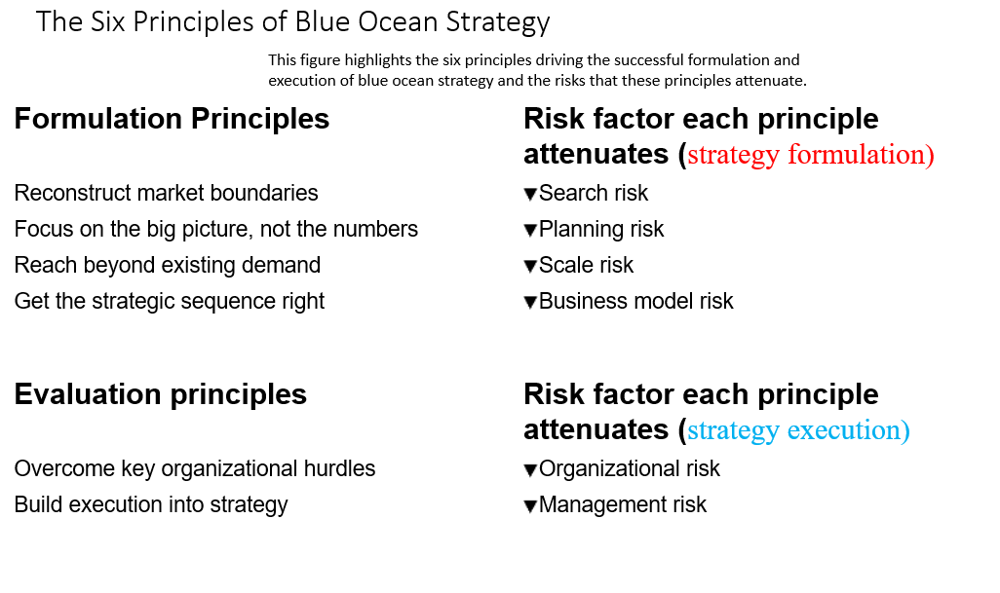 The Six Principles of Blue Ocean Strategy
This figure highlights the six principles driving the successful formulation and
execution of blue ocean strategy and the risks that these principles attenuate.
Formulation Principles
Risk factor each principle
attenuates (strategy formulation)
Reconstruct market boundaries
▼Search risk
Focus on the big picture, not the numbers
▼Planning risk
Reach beyond existing demand
▼Scale risk
Get the strategic sequence right
▼Business model risk
Evaluation principles
Risk factor each principle
attenuates (strategy execution)
Overcome key organizational hurdles
▼Organizational risk
Build execution into strategy
▼Management risk